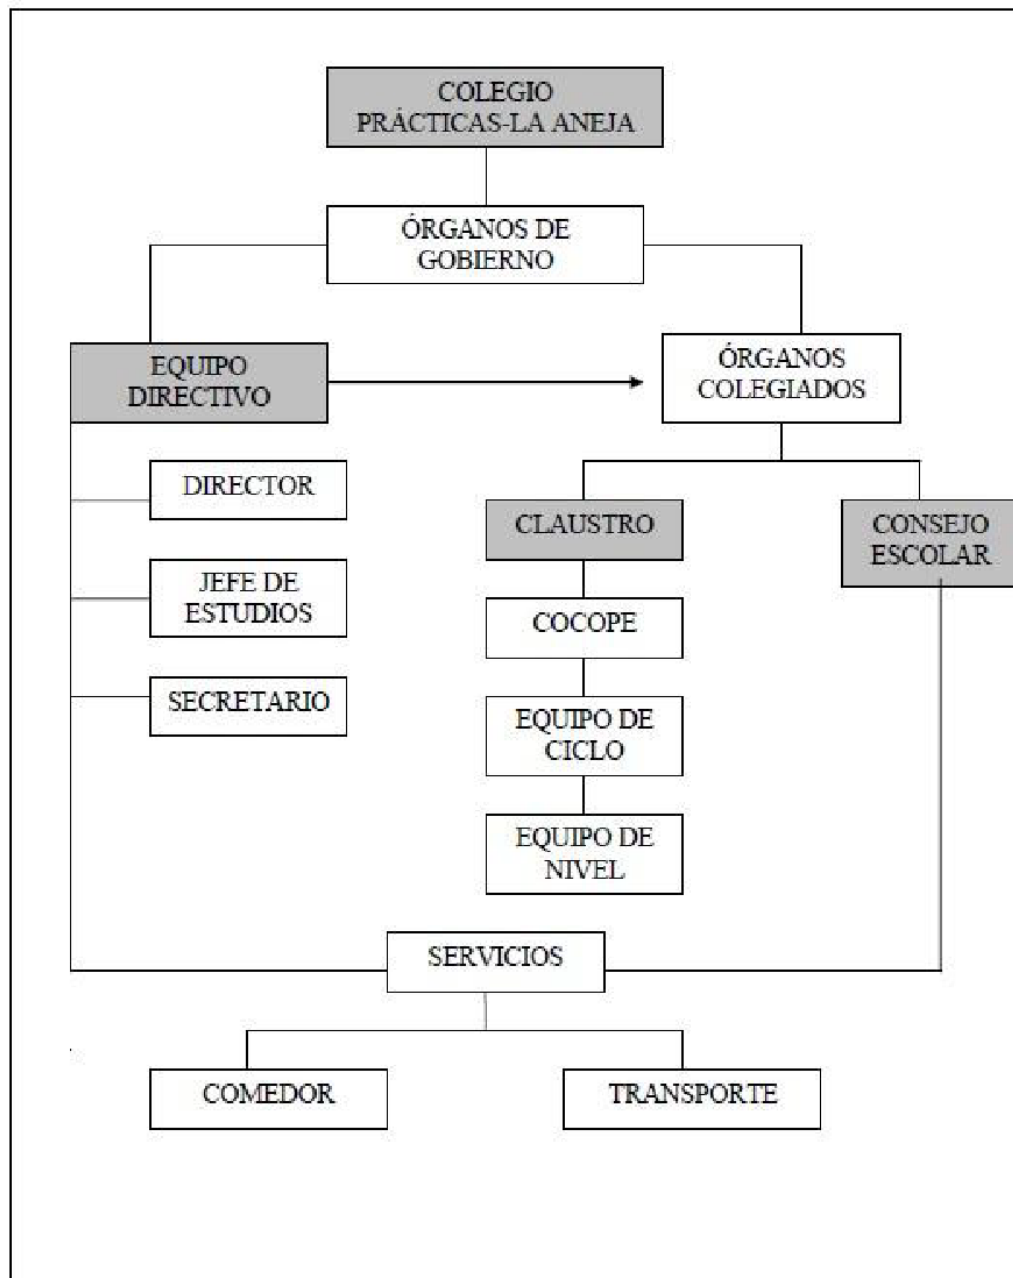 COLEGIO
PRÁCTICAS-LA ANEJA
ÓRGANOS DE
GOBIERNO
EQUIPO
DIRECTIVO
ÓRGANOS
COLEGIADOS
DIRECTOR
JEFE DE
ESTUDIOS
SECRETARIO
CLAUSTRO
CONSEJO
ESCOLAR
COCOPE
EQUIPO DE
CICLO
EQUIPO DE
NIVEL
SERVICIOS
COMEDOR
TRANSPORTE